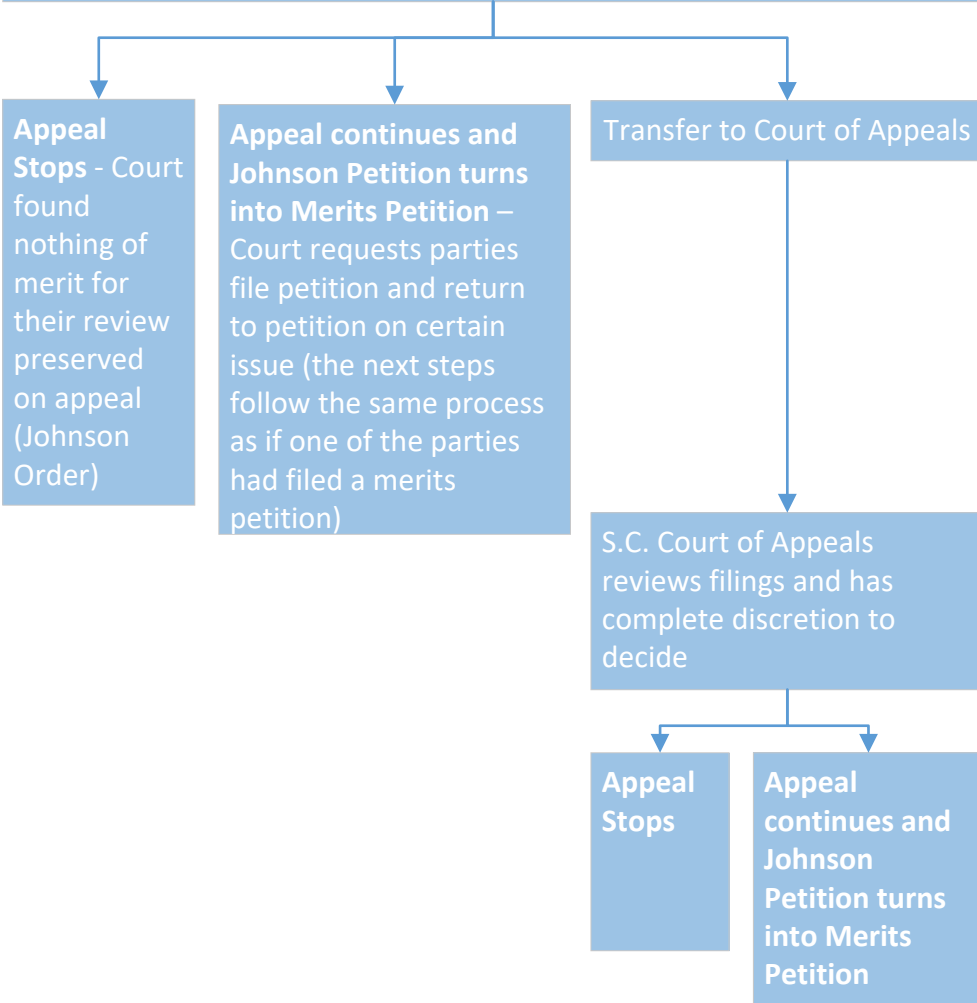 Appeal
Stops - Court
found
nothing of
merit for
their review
preserved
on appeal
(Johnson
Order)
Appeal continues and
Johnson Petition turns
into Merits Petition –
Court requests parties
file petition and return
to petition on certain
issue (the next steps
follow the same process
as if one of the parties
had filed a merits
petition)
Transfer to Court of Appeals
S.C. Court of Appeals
reviews filings and has
complete discretion to
decide
Appeal
Stops
Appeal
continues and
Johnson
Petition turns
into Merits
Petition